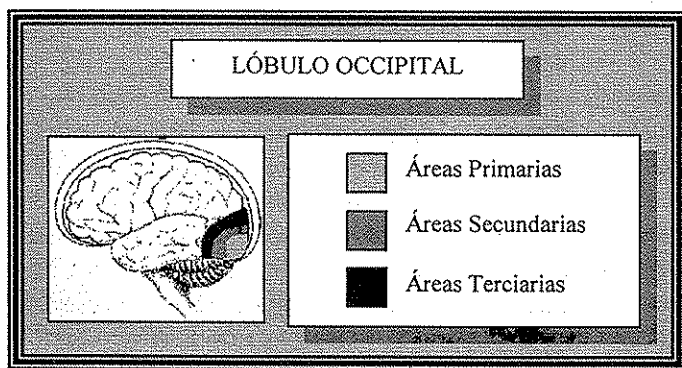 LÓBULO OCCIPITAL
Áreas Primarias
Áreas Secundarias
Áreas Terciarias